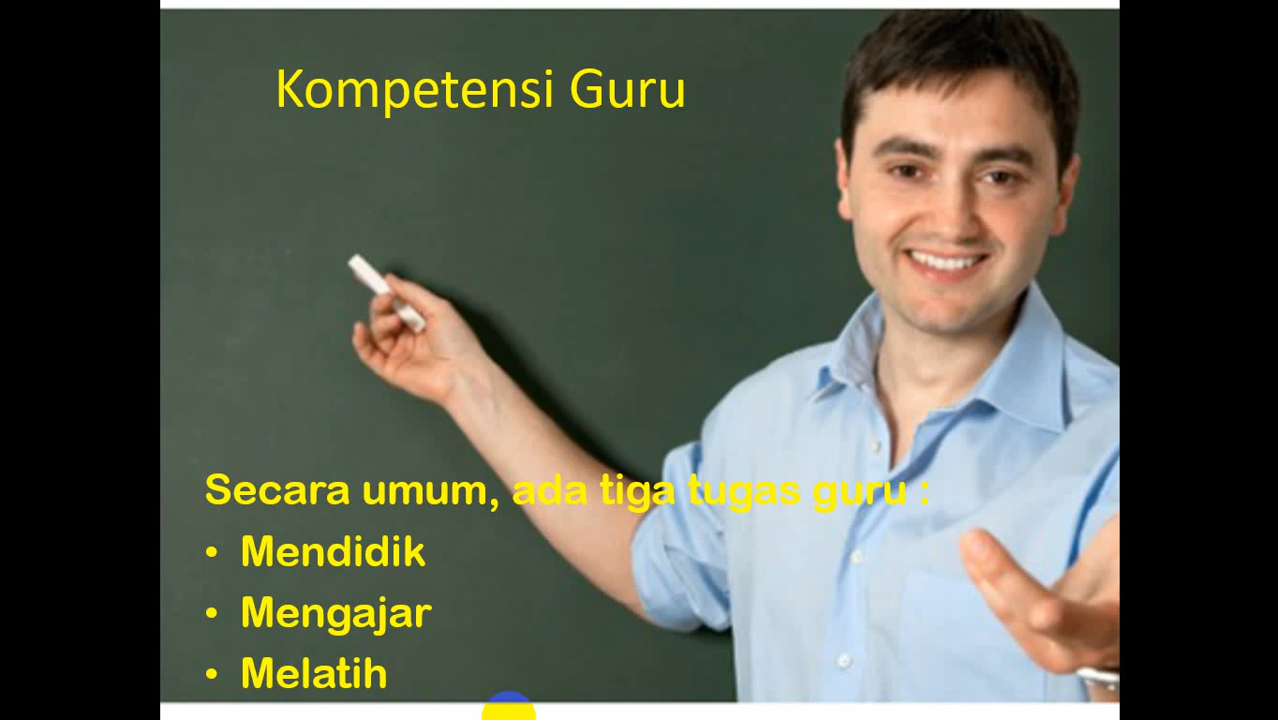 Kompetensi Guru
Secara umum, ada tiga tugas guru :
• Mendidik
• Mengajar
• Melatih